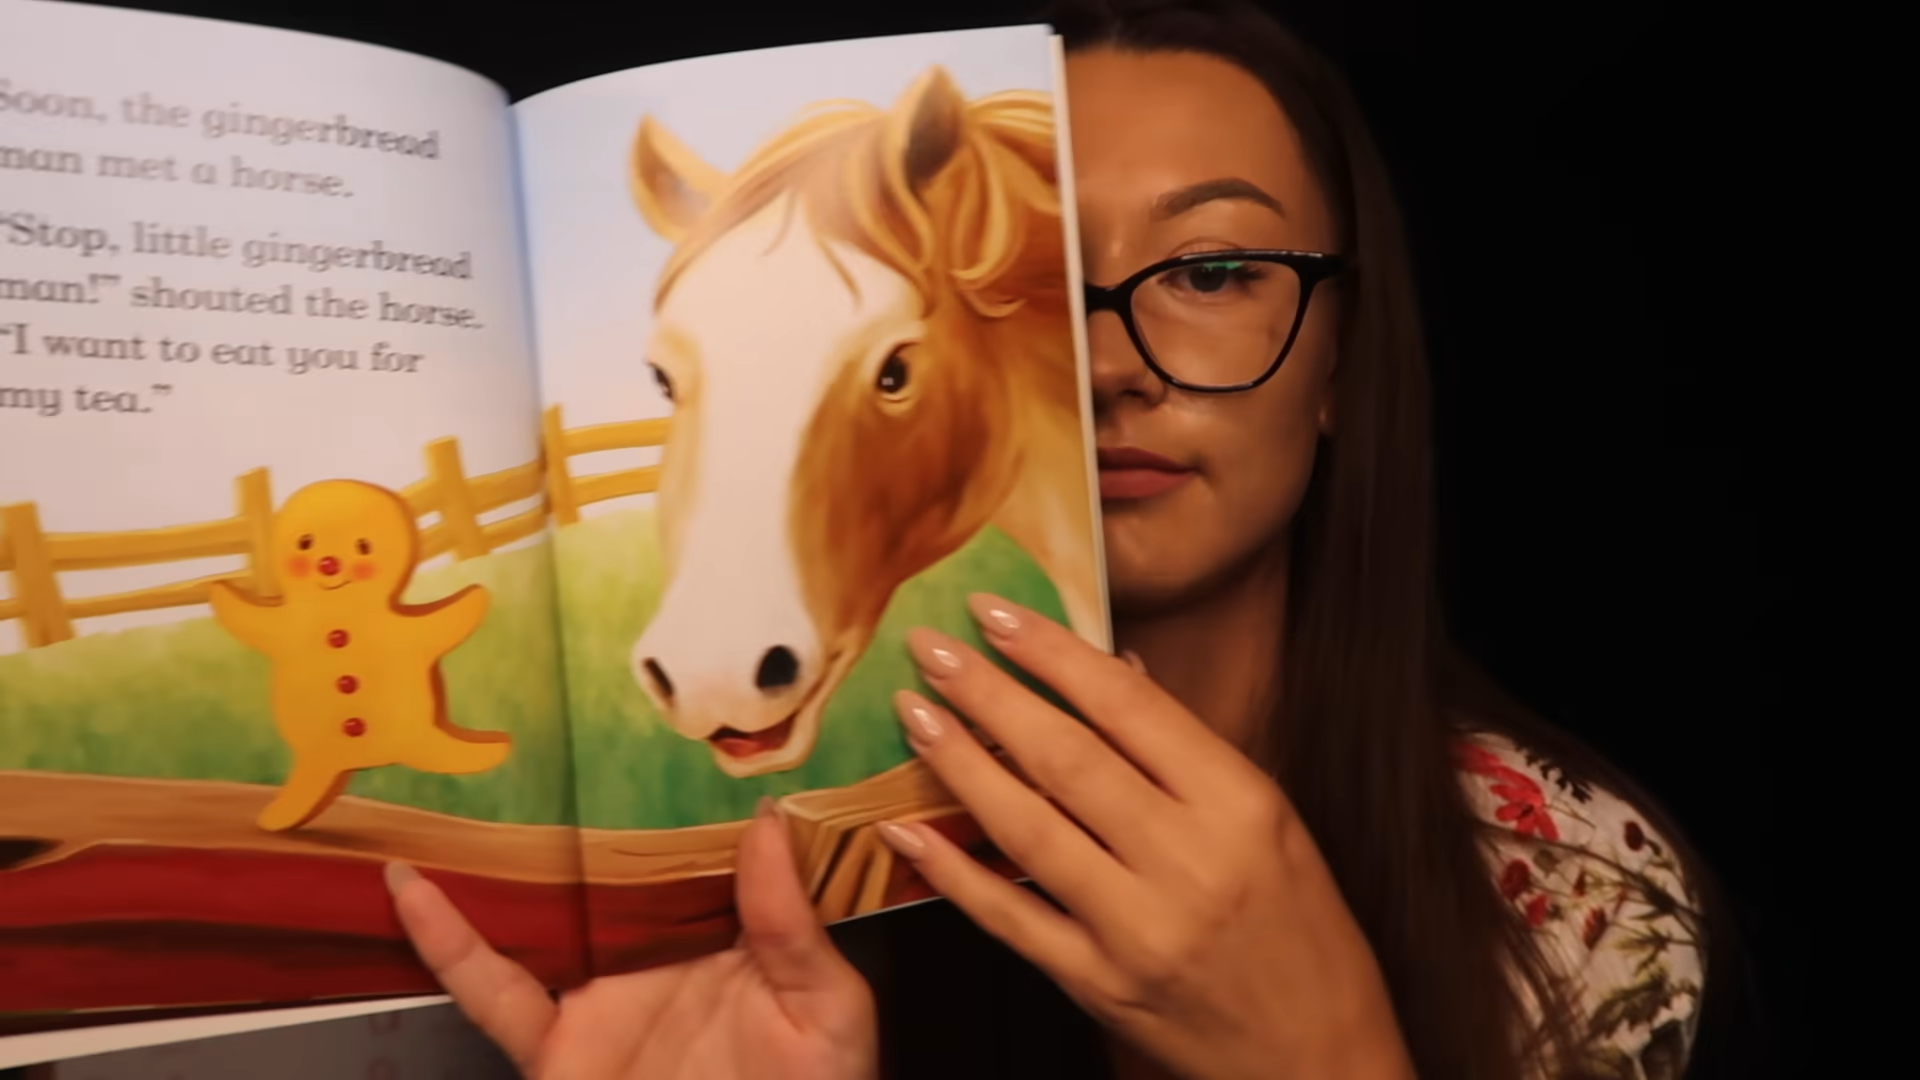 Soon, the gingerbread
man met a horse.
“Stop, little gingerbread
man!” shouted the horse.
“I want to eat you for
my tea.”